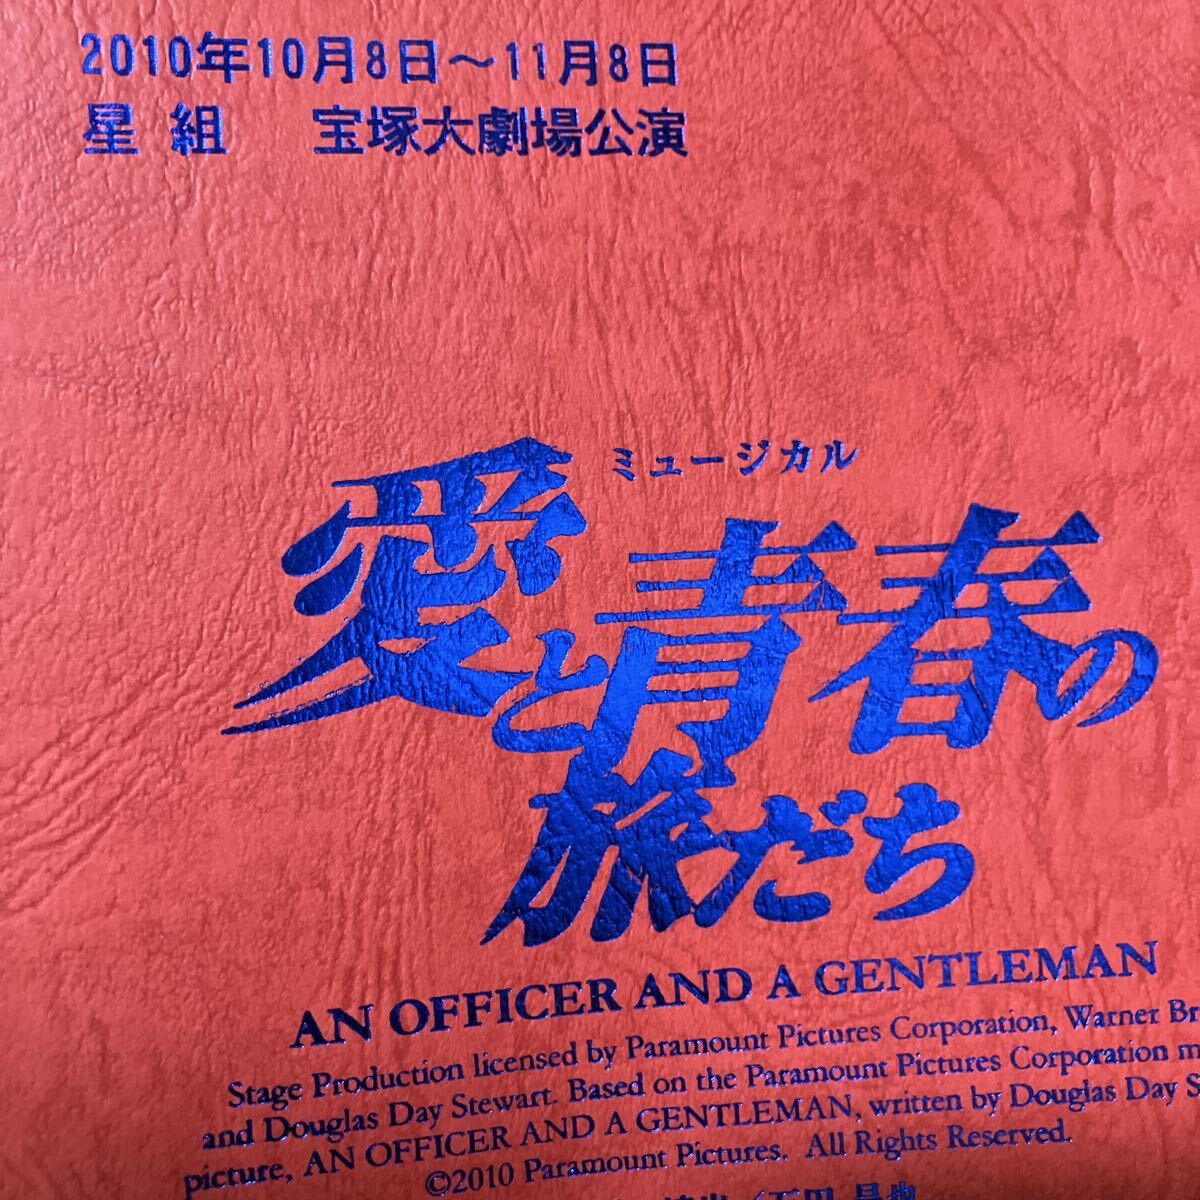 2010年10月8日～11月8日
星組　宝塚大劇場公演
ミュージカル
愛と青春の
旅だち
AN OFFICER AND A GENTLEMAN
Stage Production licensed by Paramount Pictures Corporation, Warner Br
and Douglas Day Stewart. Based on the Paramount Pictures Corporation m
picture, AN OFFICER AND A GENTLEMAN, written by Douglas Day S
©2010 Paramount Pictures. All Rights Reserved.